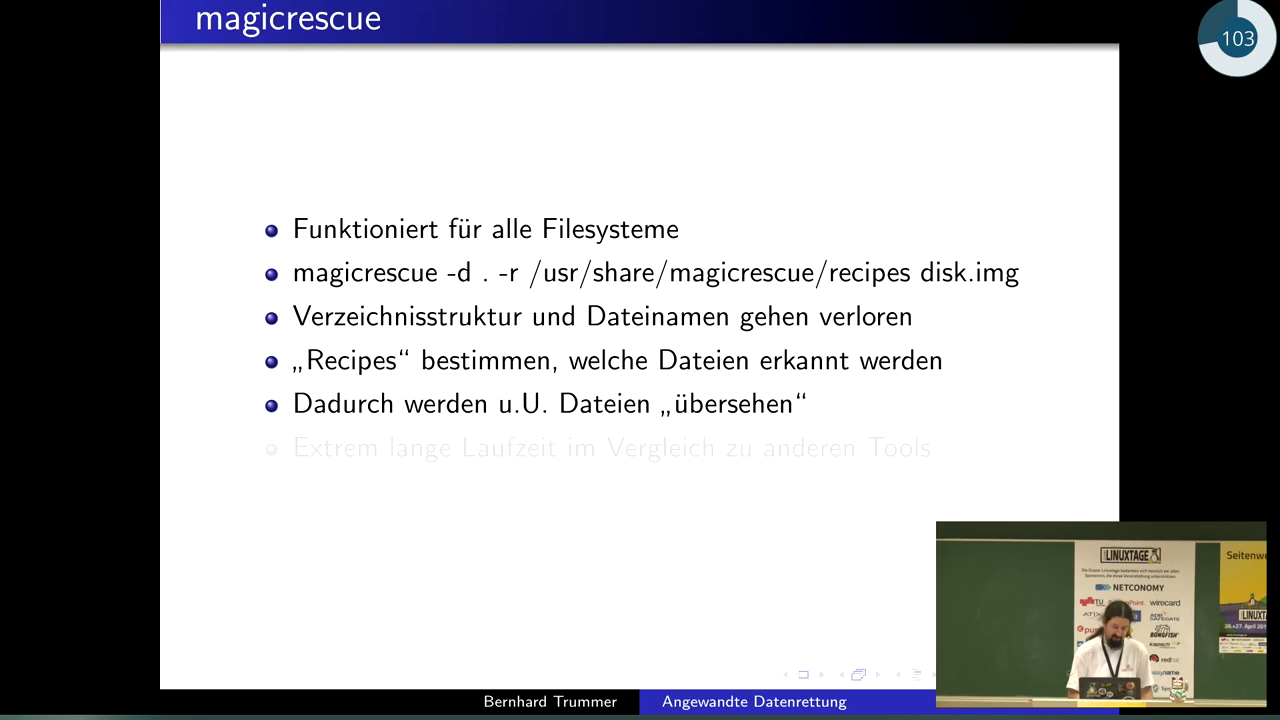 magicrescue
103
Funktioniert für alle Filesysteme
magicrescue -d . -r /usr/share/magicrescue/recipes disk.img
Verzeichnisstruktur und Dateinamen gehen verloren
„Recipes“ bestimmen, welche Dateien erkannt werden
Dadurch werden u.U. Dateien „übersehen“
Extrem lange Laufzeit im Vergleich zu anderen Tools
LINUXTAGE
NETCONOMY
wirecard
Seitenw
LINUXT
Bernhard Trummer
Angewandte Datenrettung